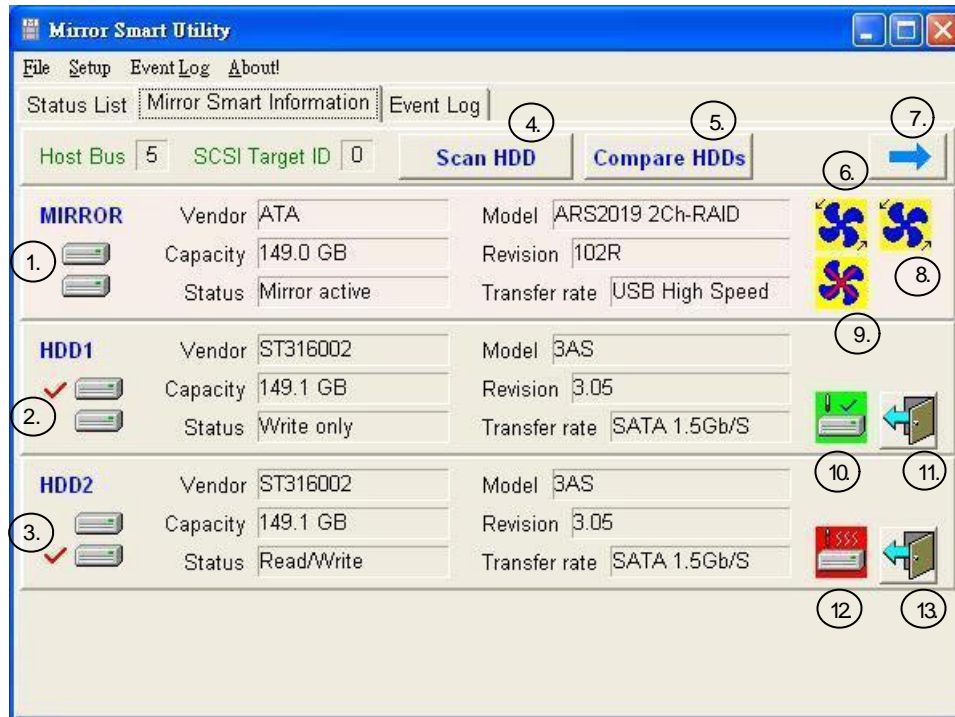 Mirror Smart Utility
File Setup Event Log About!
Status List Mirror Smart Information Event Log
4. 5. 7.
Host Bus 5 SCSI Target ID 0 Scan HDD Compare HDDs
6.
MIRROR Vendor ATA Model ARS2019 2Ch-RAID
1. Capacity 149.0 GB Revision 102R 8.
Status Mirror active Transfer rate USB High Speed
9.
HDD1 Vendor ST316002 Model 3AS
Capacity 149.1 GB Revision 3.05
2. Status Write only Transfer rate SATA 1.5Gb/S
10. 11.
HDD2 Vendor ST316002 Model 3AS
3. Capacity 149.1 GB Revision 3.05
Status Read/Write Transfer rate SATA 1.5Gb/S
12. 13.